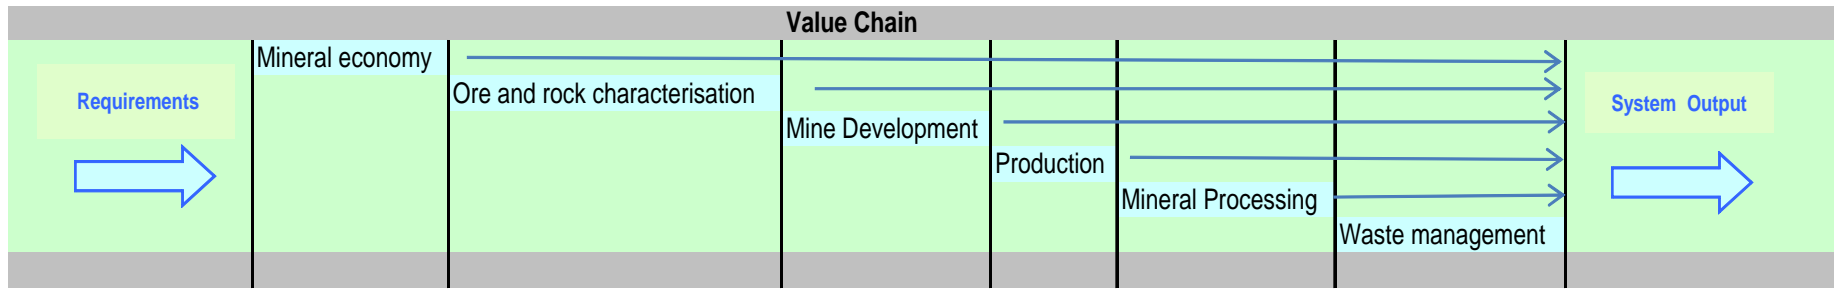 Value Chain
Mineral economy
Requirements
Ore and rock characterisation
System Output
Mine Development
Production
Mineral Processing
Waste management